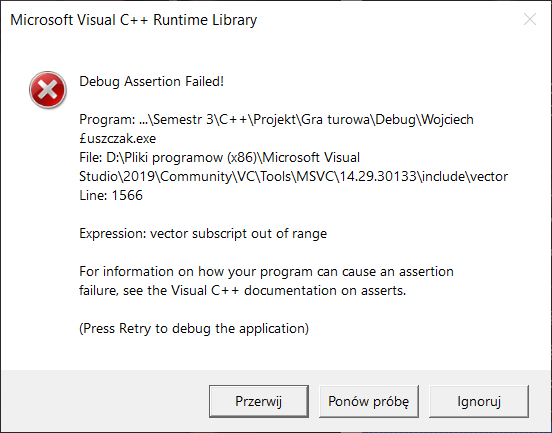 Microsoft Visual C++ Runtime Library
Debug Assertion Failed!
Program: ...\Semestr 3\C++\Projekt\Gra turowa\Debug\Wojciech
£uszczak.exe
File: D:\Pliki programow (x86)\Microsoft Visual
Studio\2019\Community\VC\Tools\MSVC\14.29.30133\include\vector
Line: 1566
Expression: vector subscript out of range
For information on how your program can cause an assertion
failure, see the Visual C++ documentation on asserts.
(Press Retry to debug the application)
Przerwij
Ponów próbę
Ignoruj